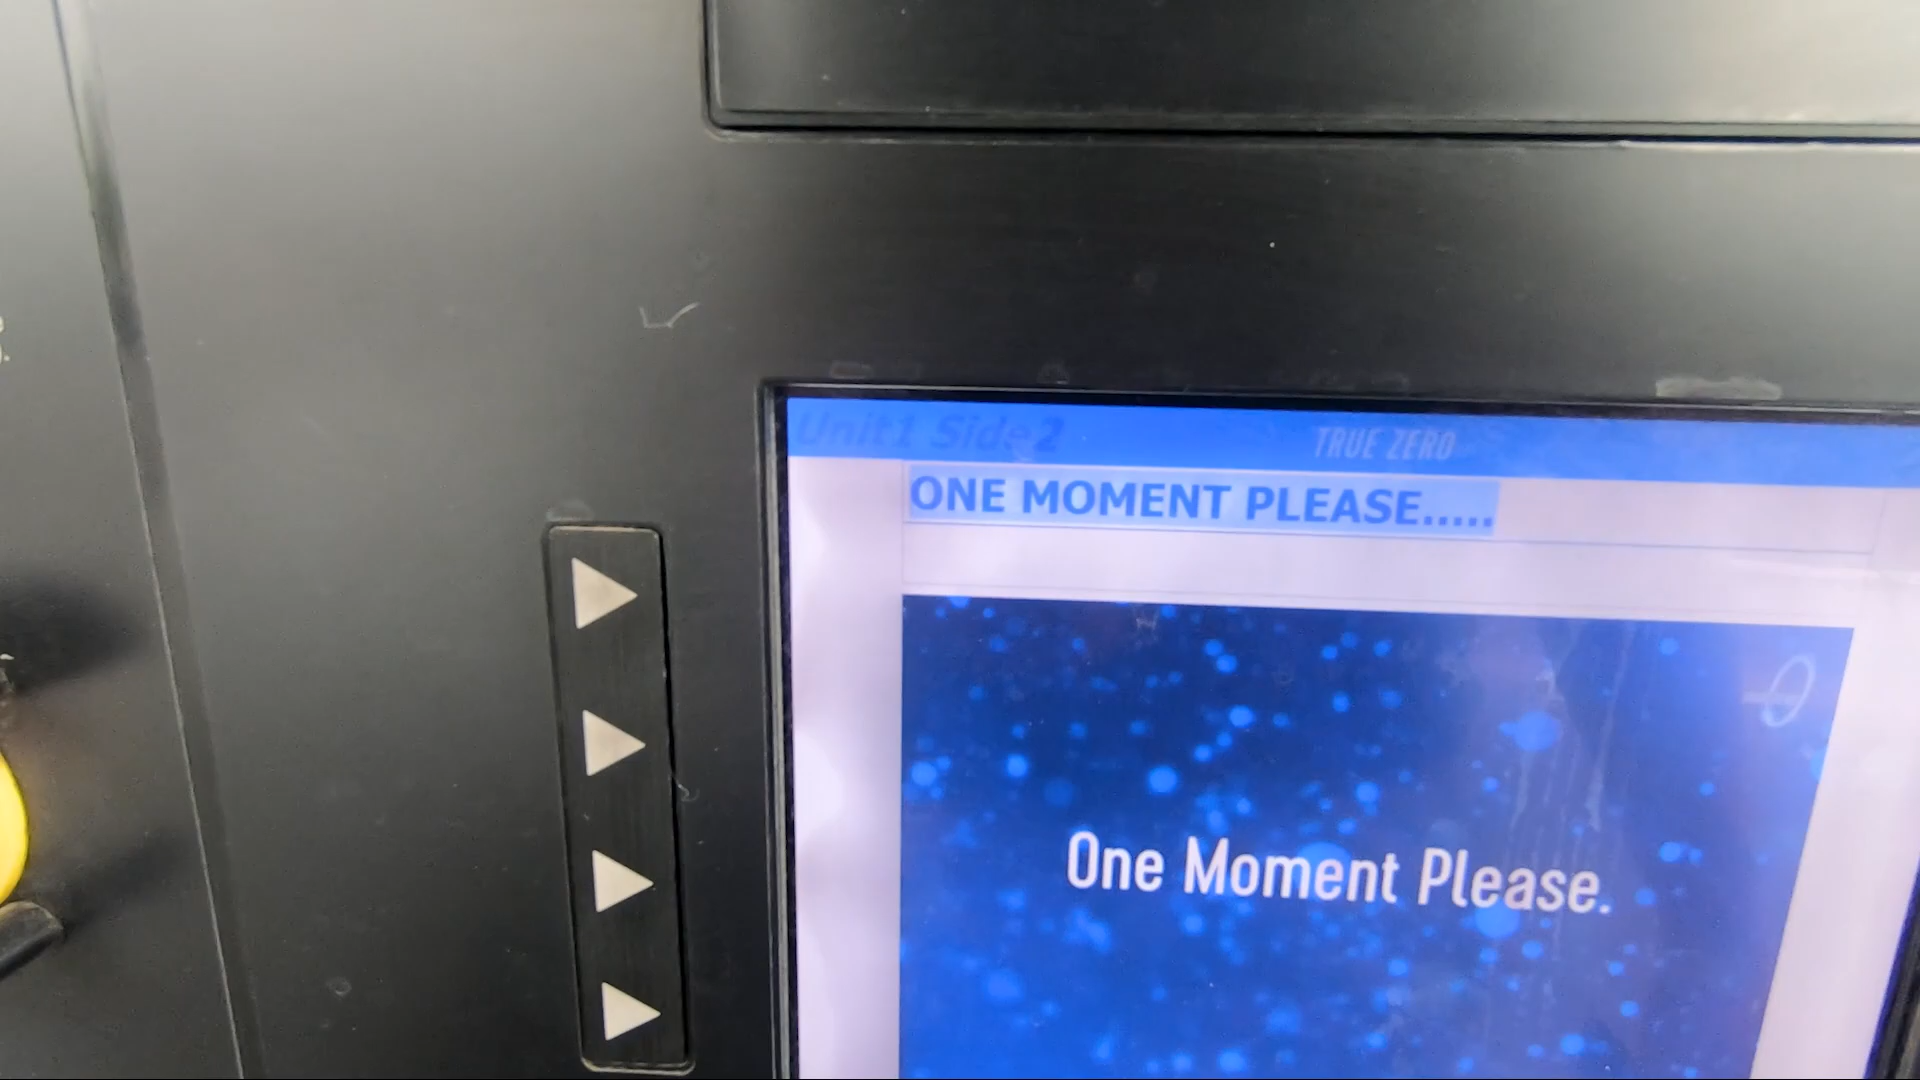 Unit1 Side2
TRUE ZERO
ONE MOMENT PLEASE.....
One Moment Please.